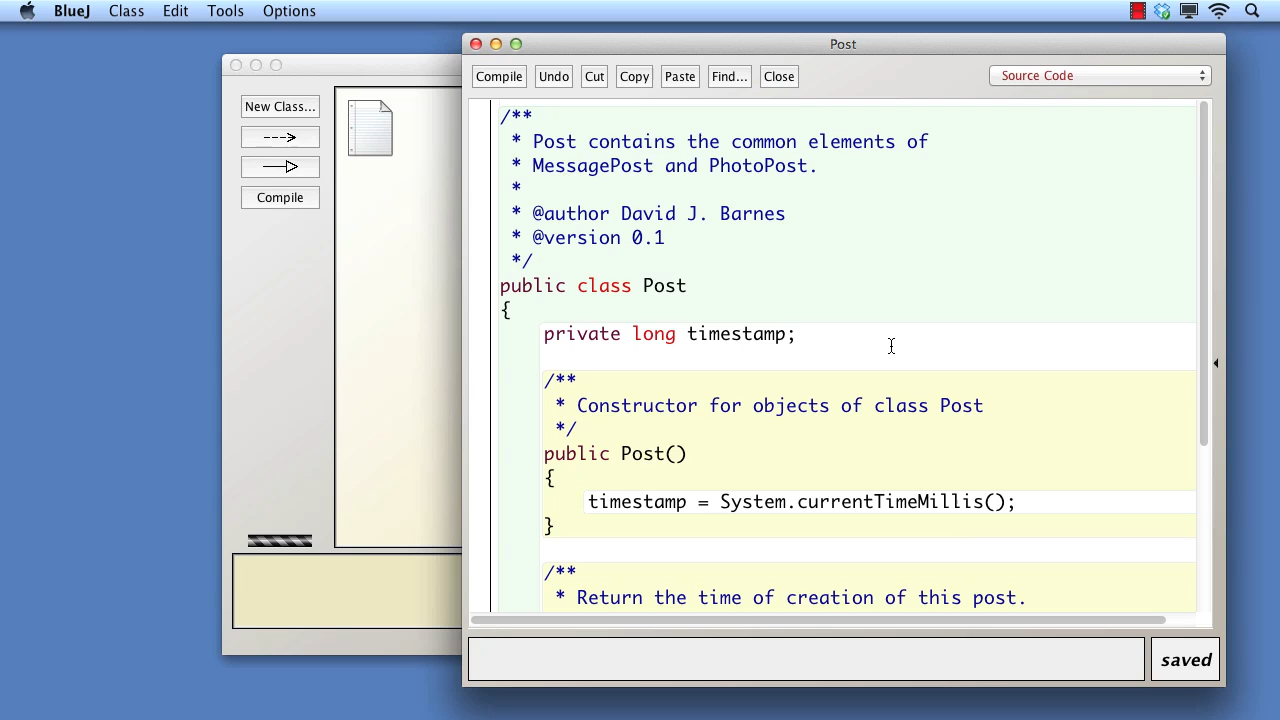 BlueJ Class Edit Tools Options
Post
Compile Undo Cut Copy Paste Find... Close Source Code
New Class...
Compile
/**
 * Post contains the common elements of
 * MessagePost and PhotoPost.
 *
 * @author David J. Barnes
 * @version 0.1
 */
public class Post
{
    private long timestamp;
    /**
     * Constructor for objects of class Post
     */
    public Post()
    {
        timestamp = System.currentTimeMillis();
    }
    /**
     * Return the time of creation of this post.
saved